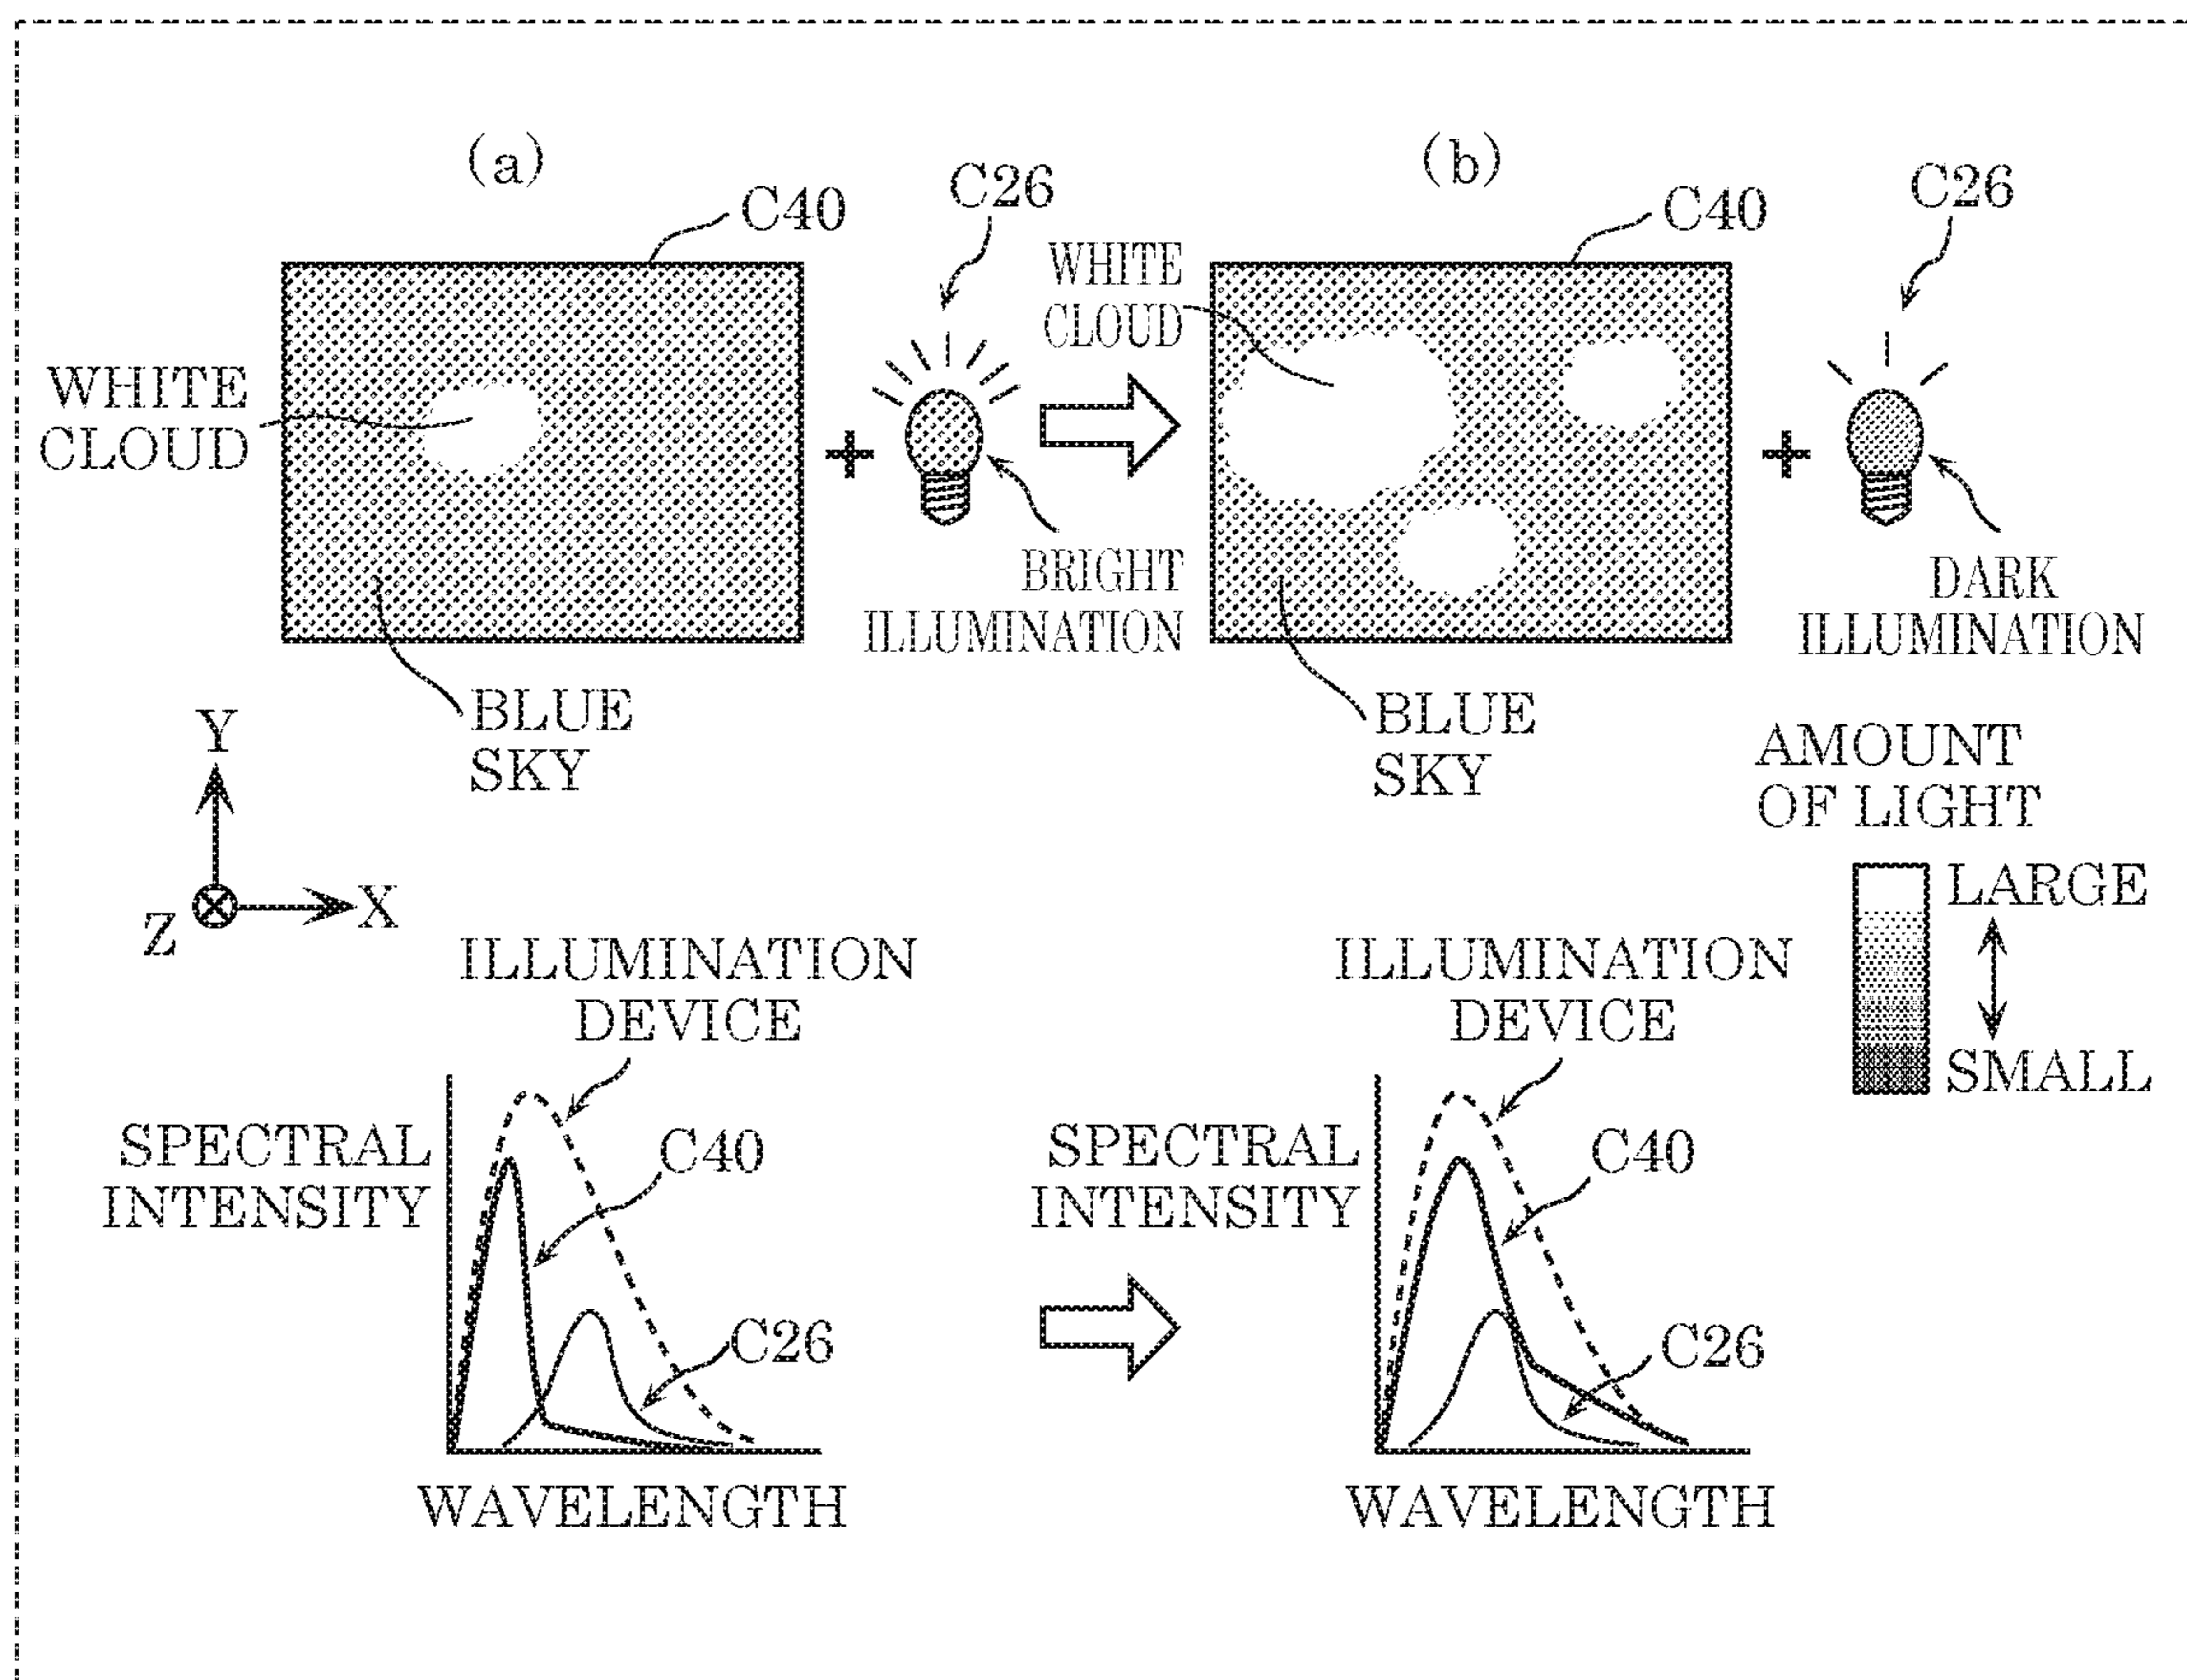 (a)
C40
C26
WHITE
CLOUD
BRIGHT
ILLUMINATION
BLUE
SKY
(b)
C40
C26
WHITE
CLOUD
DARK
ILLUMINATION
BLUE
SKY
AMOUNT
OF LIGHT
LARGE
SMALL
Y
X
Z
ILLUMINATION
DEVICE
SPECTRAL
INTENSITY
C40
C26
WAVELENGTH
ILLUMINATION
DEVICE
SPECTRAL
INTENSITY
C40
C26
WAVELENGTH